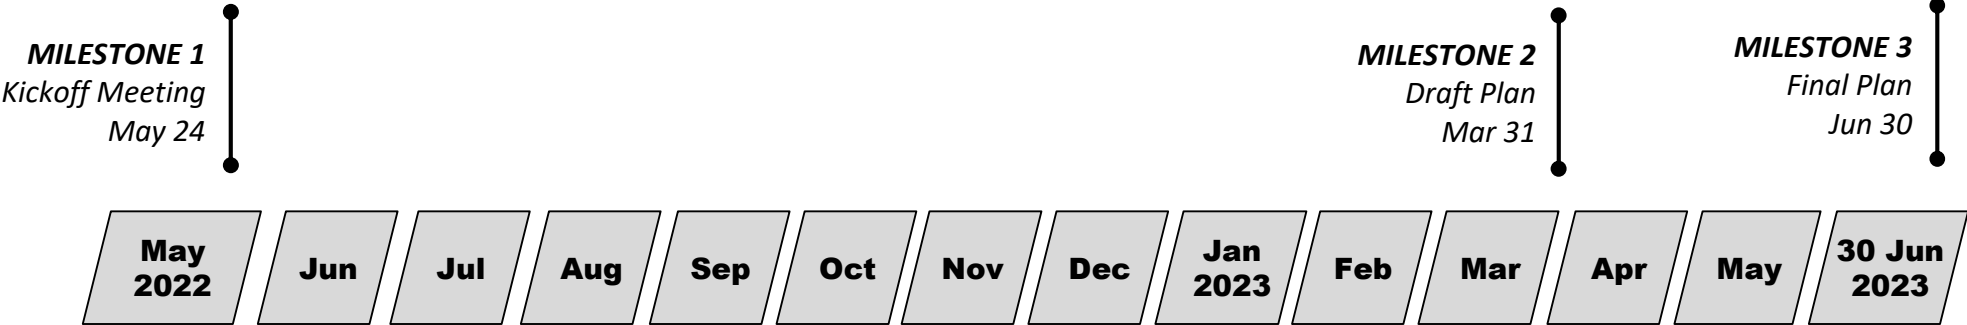 MILESTONE 1
Kickoff Meeting
May 24
MILESTONE 2
Draft Plan
Mar 31
MILESTONE 3
Final Plan
Jun 30
May
2022
Jun
Jul
Aug
Sep
Oct
Nov
Dec
Jan
2023
Feb
Mar
Apr
May
30 Jun
2023